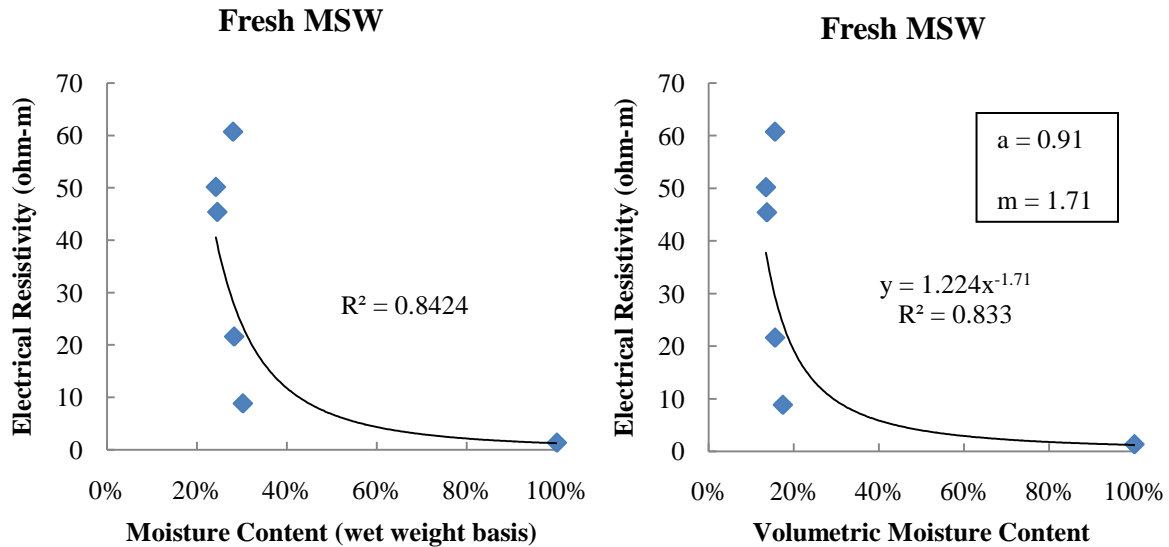 Fresh MSW
Electrical Resistivity (ohm-m)
70
60
50
40
30
20
10
0
R² = 0.8424
0% 20% 40% 60% 80% 100%
Moisture Content (wet weight basis)
Fresh MSW
Electrical Resistivity (ohm-m)
70
60
50
40
30
20
10
0
a = 0.91
m = 1.71
y = 1.224x⁻¹·⁷¹
R² = 0.833
0% 20% 40% 60% 80% 100%
Volumetric Moisture Content